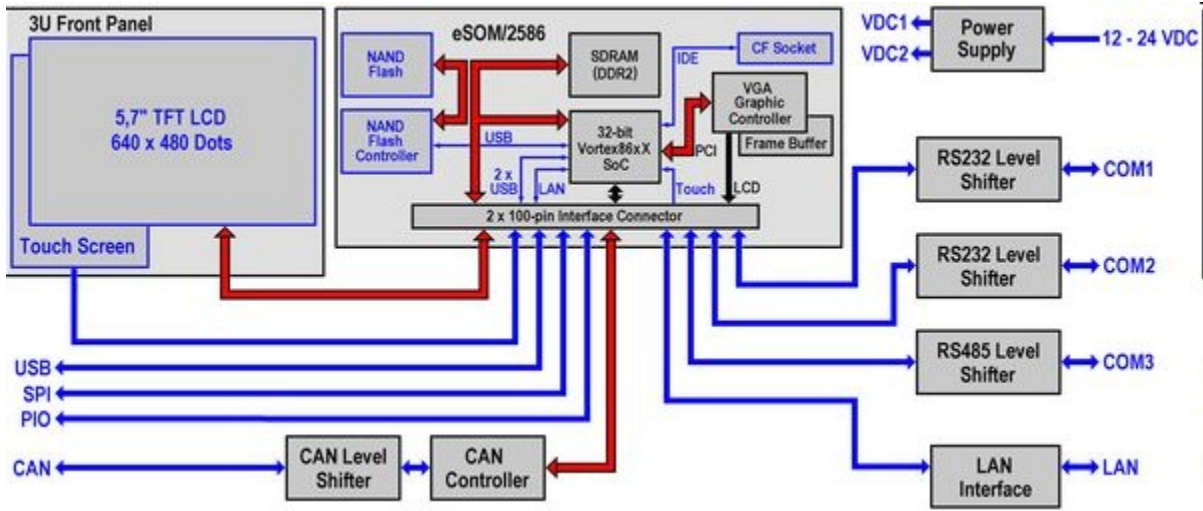 3U Front Panel
5,7" TFT LCD
640 x 480 Dots
Touch Screen
eSOM/2586
NAND
Flash
NAND
Flash
Controller
SDRAM
(DDR2)
IDE
CF Socket
VGA
Graphic
Controller
Frame Buffer
USB
32-bit
Vortex86xX
SoC
PCI
2 x
USB
LAN
Touch
LCD
2 x 100-pin Interface Connector
VDC1
VDC2
Power
Supply
12 - 24 VDC
RS232 Level
Shifter
COM1
RS232 Level
Shifter
COM2
RS485 Level
Shifter
COM3
LAN
Interface
LAN
USB
SPI
PIO
CAN
CAN Level
Shifter
CAN
Controller